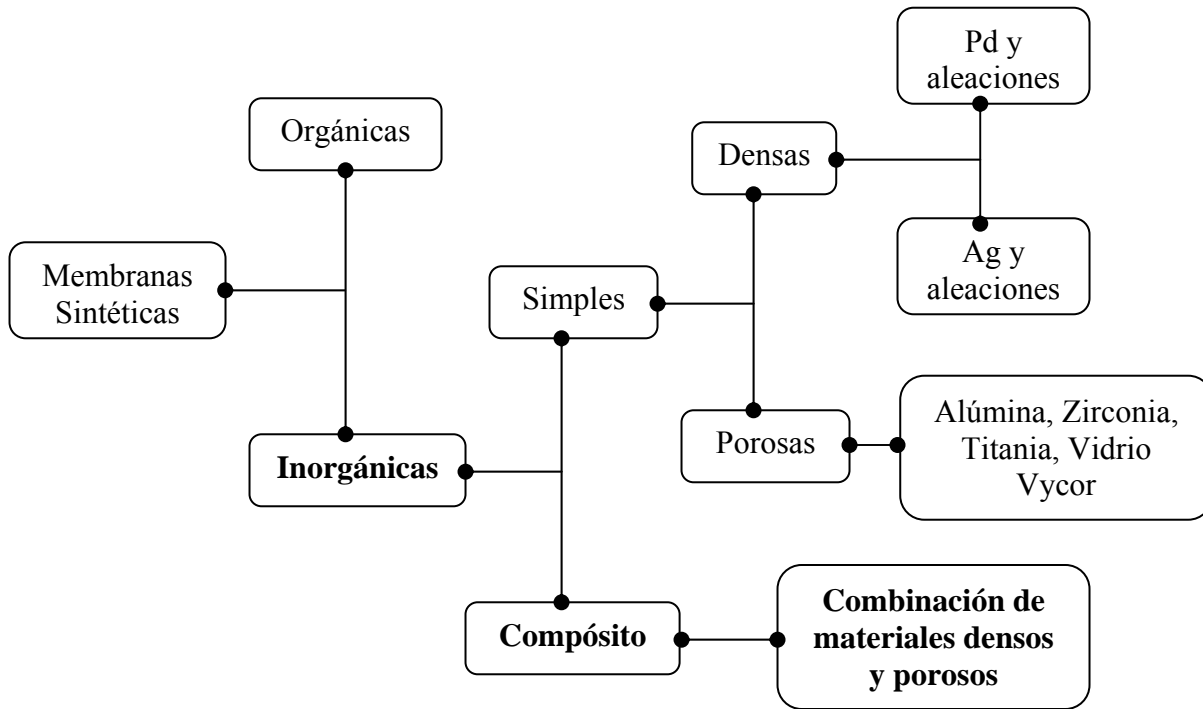 Pd y
aleaciones
Orgánicas
Densas
Membranas
Sintéticas
Simples
Ag y
aleaciones
Inorgánicas
Porosas
Alúmina, Zirconia,
Titania, Vidrio
Vycor
Compósito
Combinación de
materiales densos
y porosos